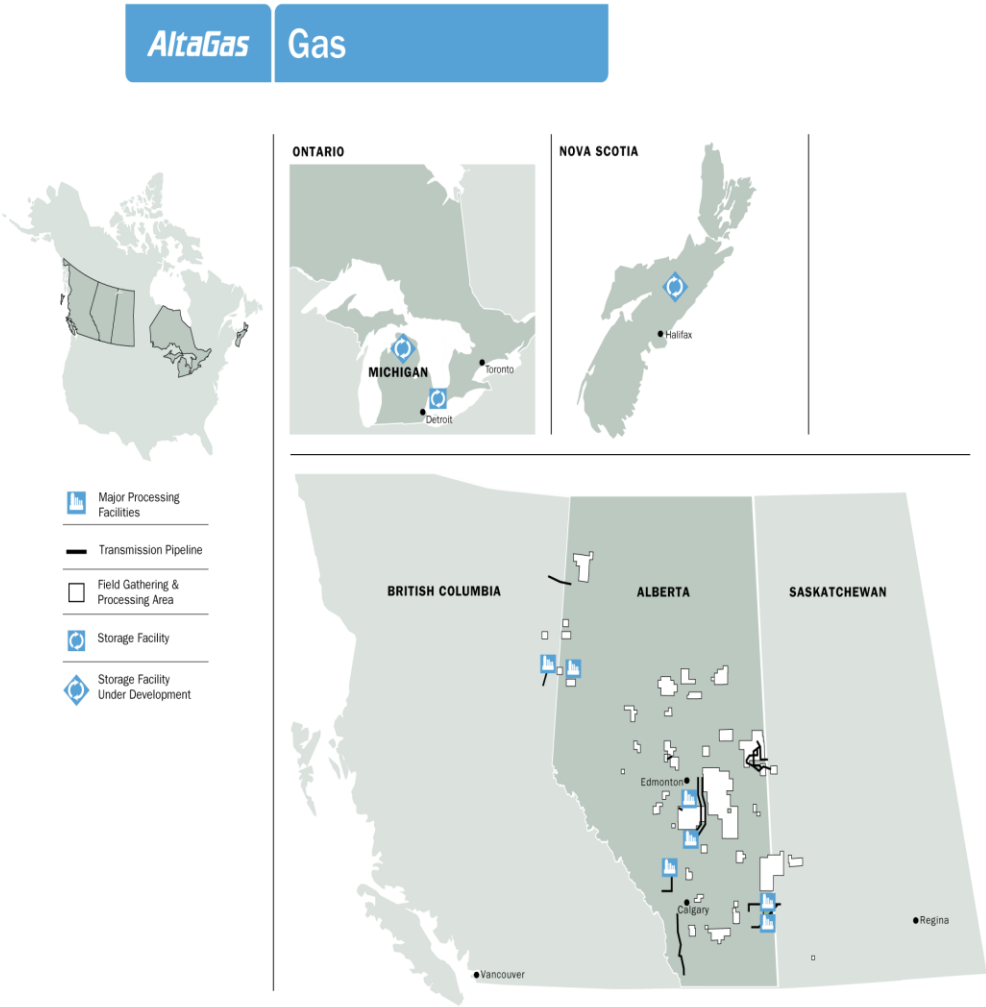 AltaGas Gas
ONTARIO
NOVA SCOTIA
MICHIGAN
Toronto
Detroit
Halifax
Major Processing
Facilities
Transmission Pipeline
Field Gathering &
Processing Area
Storage Facility
Storage Facility
Under Development
BRITISH COLUMBIA
ALBERTA
SASKATCHEWAN
Edmonton
Calgary
Regina
Vancouver